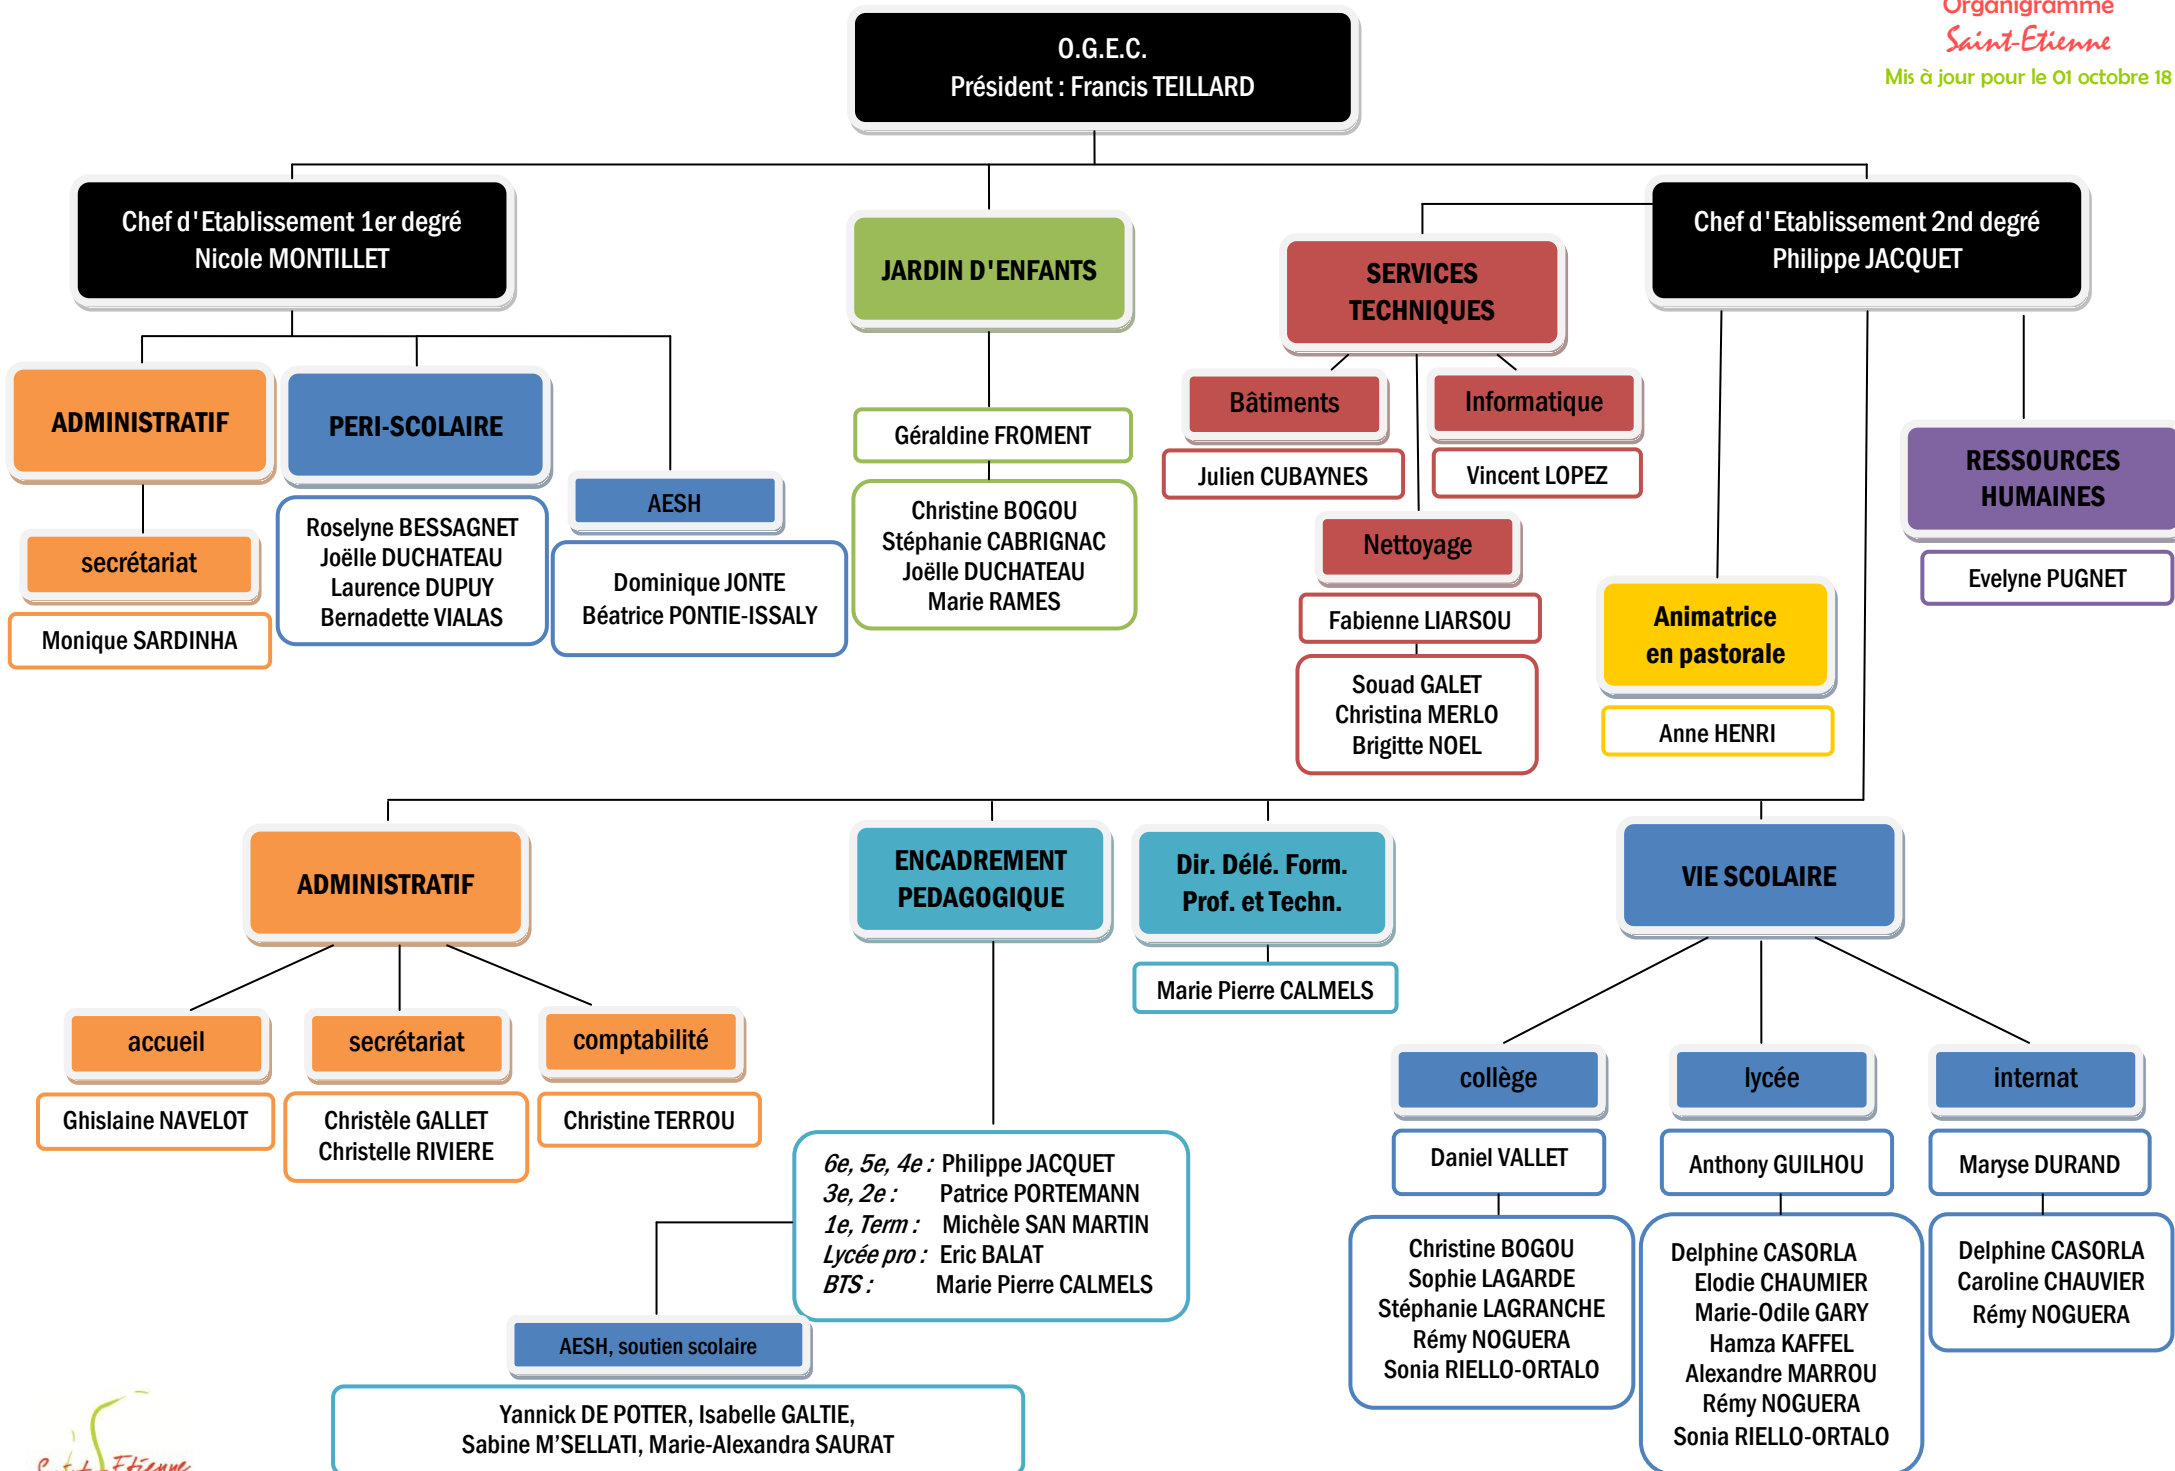 Organigramme
Saint-Etienne
Mis à jour pour le 01 octobre 18
O.G.E.C.
Président : Francis TEILLARD
Chef d'Etablissement 1er degré
Nicole MONTILLET
JARDIN D'ENFANTS
SERVICES
TECHNIQUES
Chef d'Etablissement 2nd degré
Philippe JACQUET
ADMINISTRATIF
PERI-SCOLAIRE
AESH
secrétariat
Monique SARDINHA
Roselyne BESSAGNET
Joëlle DUCHATEAU
Laurence DUPUY
Bernadette VIALAS
Dominique JONTE
Béatrice PONTIE-ISSALY
Géraldine FROMENT
Christine BOGOU
Stéphanie CABRIGNAC
Joëlle DUCHATEAU
Marie RAMES
Bâtiments
Julien CUBAYNES
Informatique
Vincent LOPEZ
Nettoyage
Fabienne LIARSOU
Souad GALET
Christina MERLO
Brigitte NOEL
Animatrice
en pastorale
Anne HENRI
RESSOURCES
HUMAINES
Evelyne PUGNET
ADMINISTRATIF
ENCADREMENT
PEDAGOGIQUE
Dir. Délé. Form.
Prof. et Techn.
Marie Pierre CALMELS
VIE SCOLAIRE
accueil
Ghislaine NAVELOT
secrétariat
Christèle GALLET
Christelle RIVIERE
comptabilité
Christine TERROU
6e, 5e, 4e : Philippe JACQUET
3e, 2e : Patrice PORTEMANN
1e, Term : Michèle SAN MARTIN
Lycée pro : Eric BALAT
BTS : Marie Pierre CALMELS
AESH, soutien scolaire
Yannick DE POTTER, Isabelle GALTIE,
Sabine M'SELLATI, Marie-Alexandra SAURAT
collège
Daniel VALLET
Christine BOGOU
Sophie LAGARDE
Stéphanie LAGRANCHE
Rémy NOGUERA
Sonia RIELLO-ORTALO
lycée
Anthony GUILHOU
Delphine CASORLA
Elodie CHAUMIER
Marie-Odile GARY
Hamza KAFFEL
Alexandre MARROU
Rémy NOGUERA
Sonia RIELLO-ORTALO
internat
Maryse DURAND
Delphine CASORLA
Caroline CHAUVIER
Rémy NOGUERA
Saint Etienne